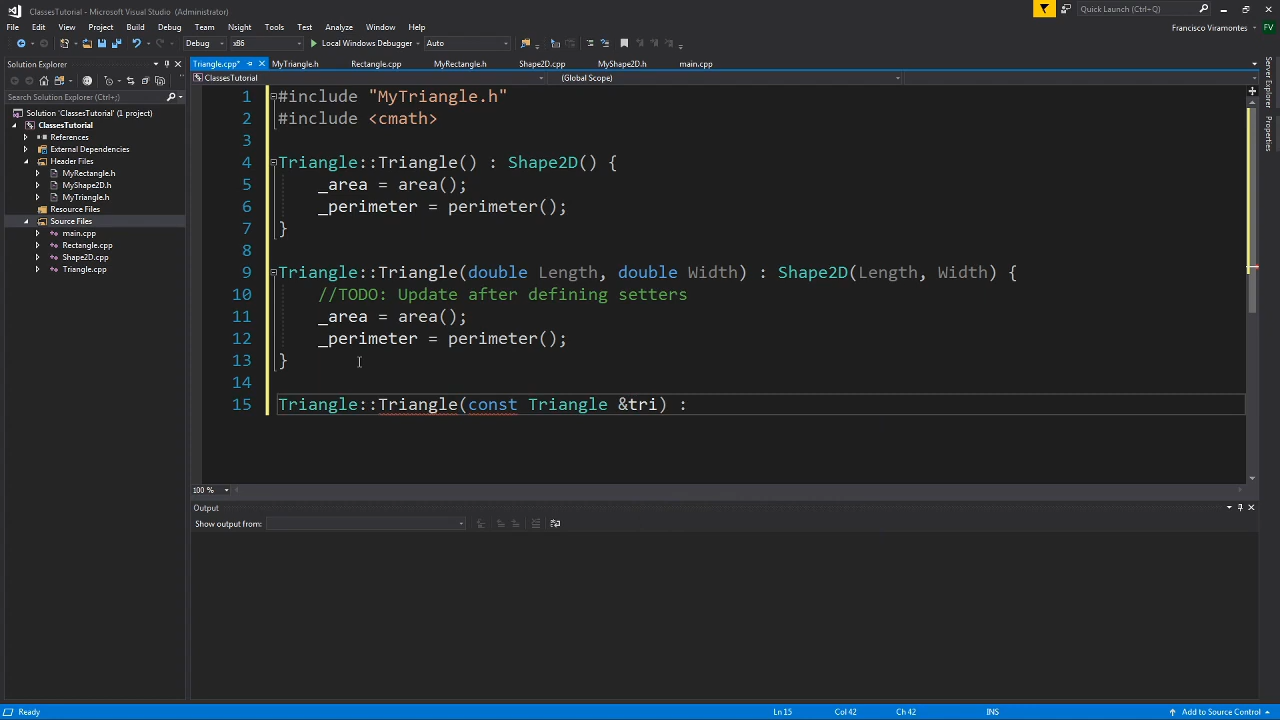 ClassesTutorial - Microsoft Visual Studio (Administrator)
Quick Launch (Ctrl+Q)
File Edit View Project Build Debug Team Nsight Tools Test Analyze Window Help
Francisco Viramontes FV
Debug x86 Local Windows Debugger Auto
Solution Explorer
Search Solution Explorer (Ctrl+;)
Solution 'ClassesTutorial' (1 project)
ClassesTutorial
References
External Dependencies
Header Files
MyRectangle.h
MyShape2D.h
MyTriangle.h
Resource Files
Source Files
main.cpp
Rectangle.cpp
Shape2D.cpp
Triangle.cpp
Triangle.cpp* MyTriangle.h Rectangle.cpp MyRectangle.h Shape2D.cpp MyShape2D.h main.cpp
ClassesTutorial (Global Scope)
1 #include "MyTriangle.h"
2 #include <cmath>
3
4 Triangle::Triangle() : Shape2D() {
5 _area = area();
6 _perimeter = perimeter();
7 }
8
9 Triangle::Triangle(double Length, double Width) : Shape2D(Length, Width) {
10 //TODO: Update after defining setters
11 _area = area();
12 _perimeter = perimeter();
13 }
14
15 Triangle::Triangle(const Triangle &tri) :
100 %
Output
Show output from:
Server Explorer
Properties
Ready Ln 15 Col 42 Ch 42 INS Add to Source Control